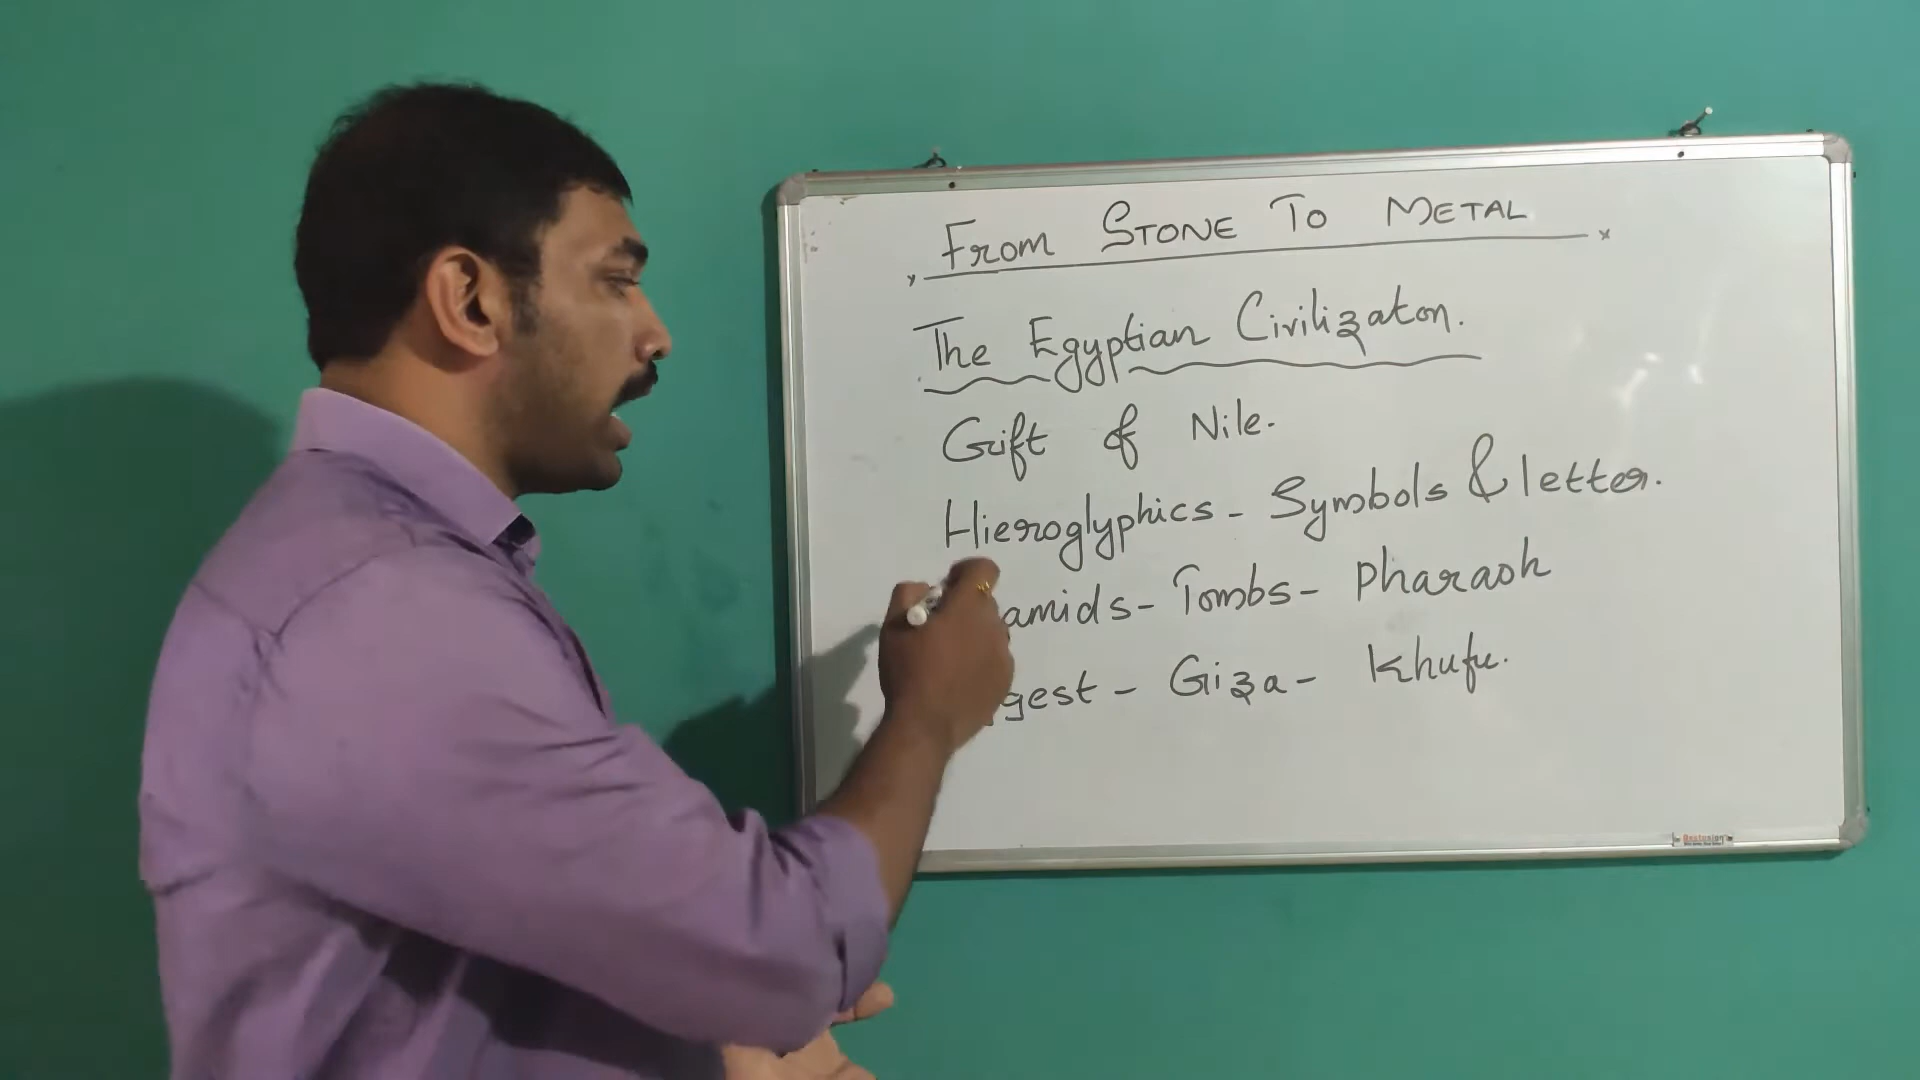 From STONE To METAL
The Egyptian Civilizaton.
Gift of Nile.
Hieroglyphics - Symbols & letter.
amids - Tombs - Pharaoh
gest - Giza - Khufu.